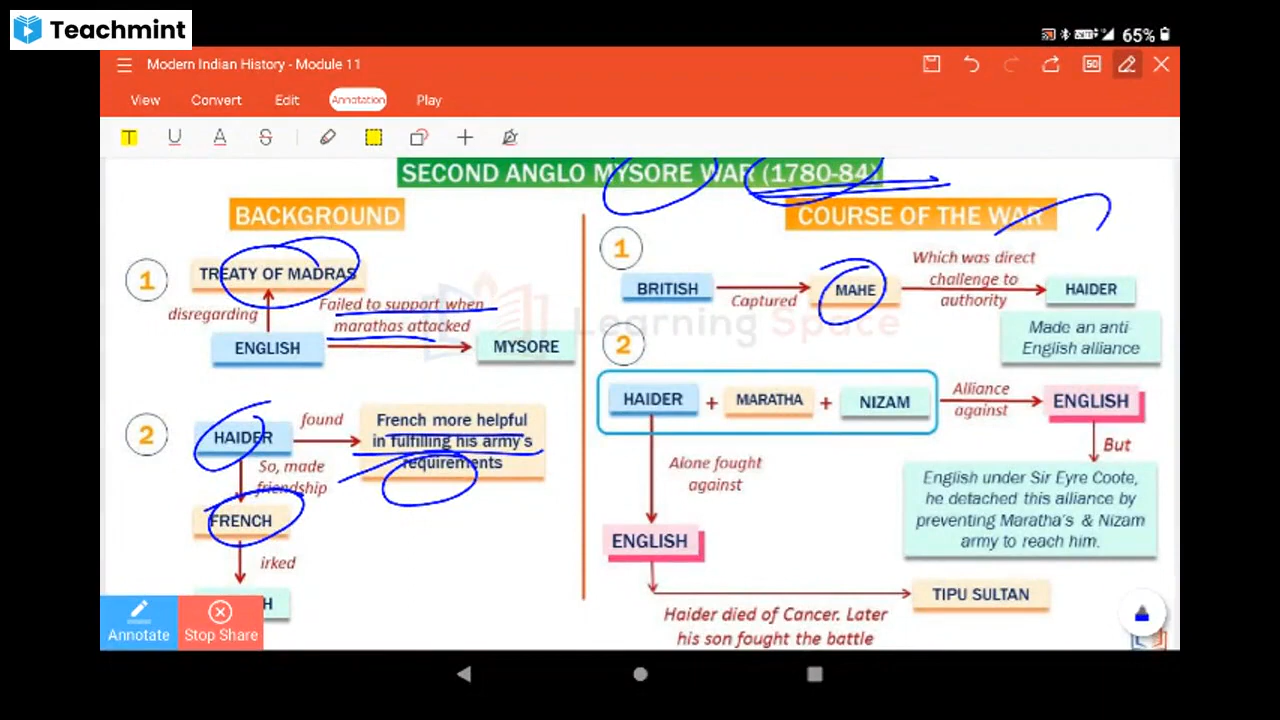 Teachmint
65%
Modern Indian History - Module 11
50
View Convert Edit Annotation Play
T U A S
SECOND ANGLO MYSORE WAR (1780-84)
BACKGROUND
1
TREATY OF MADRAS
disregarding
Failed to support when
marathas attacked
ENGLISH
MYSORE
2
HAIDER
found
French more helpful
in fulfilling his army's
requirements
So, made
friendship
FRENCH
irked
H
COURSE OF THE WAR
1
BRITISH
Captured
MAHE
Which was direct
challenge to
authority
HAIDER
Made an anti-
English alliance
Learning Space
2
HAIDER + MARATHA + NIZAM
Alliance
against
ENGLISH
But
English under Sir Eyre Coote,
he detached this alliance by
preventing Maratha's & Nizam
army to reach him.
Alone fought
against
ENGLISH
TIPU SULTAN
Haider died of Cancer. Later
his son fought the battle
Annotate
Stop Share